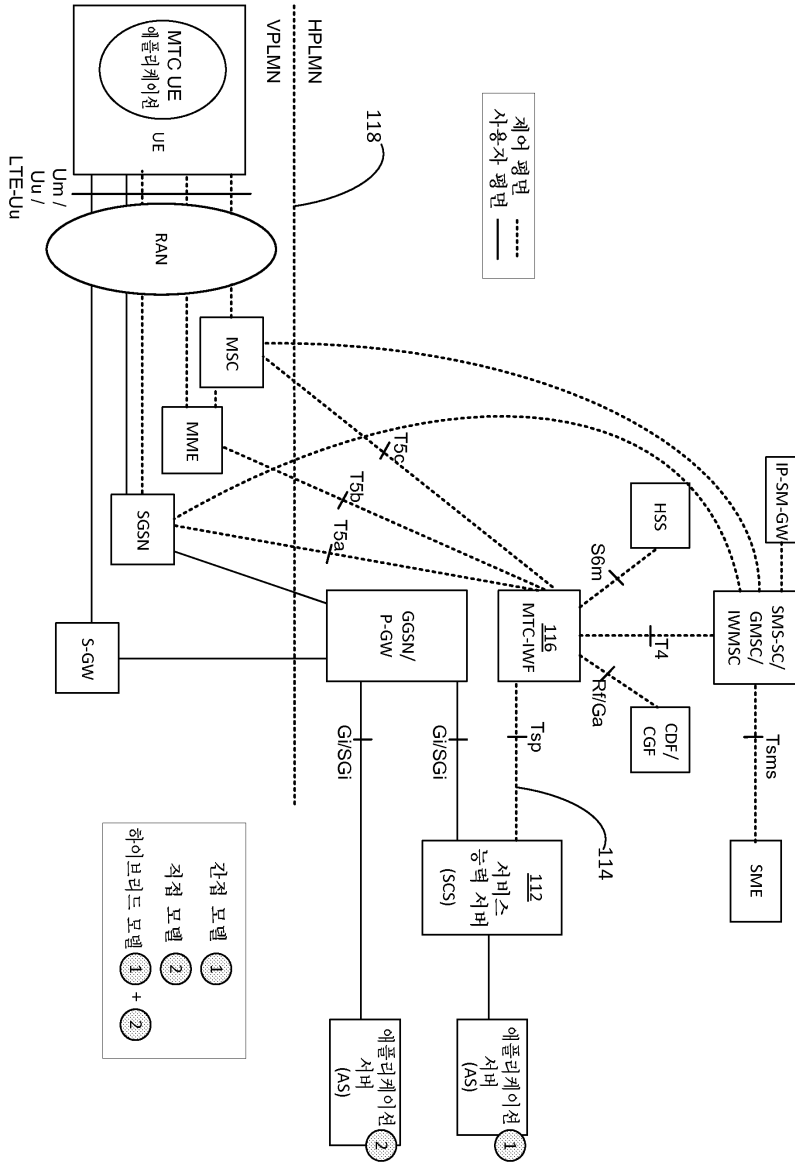 IP-SM-GW
SMS-SC/
GMSC/
IWMSC
Tsms
SME
HSS
S6m
T4
CDF/
CGF
Rf/Ga
제어 평면
사용자 평면
116
MTC-IWF
Tsp
114
112
서비스
능력 서버
(SCS)
애플리케이션
서버
(AS)
1
118
T5c
T5b
T5a
GGSN/
P-GW
Gi/SGi
Gi/SGi
애플리케이션
서버
(AS)
2
HPLMN
VPLMN
MTC UE
애플리케이션
UE
Um /
Uu /
LTE-Uu
RAN
MSC
MME
SGSN
S-GW
간접 모델 1
직접 모델 2
하이브리드 모델 1 + 2